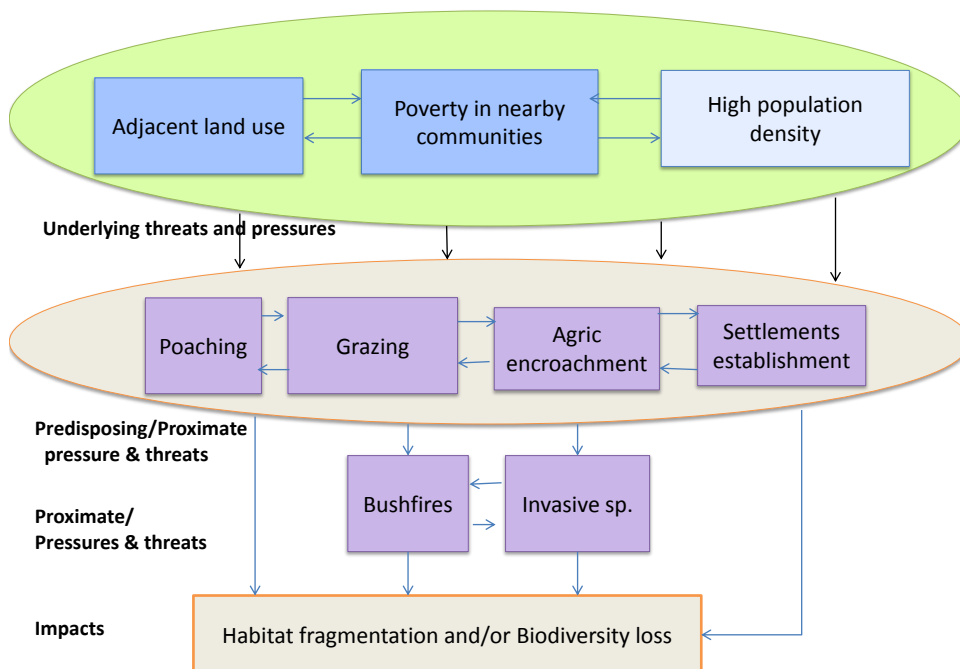 Adjacent land use
Poverty in nearby
communities
High population
density
Underlying threats and pressures
Poaching
Grazing
Agric
encroachment
Settlements
establishment
Predisposing/Proximate
pressure & threats
Bushfires
Invasive sp.
Proximate/
Pressures & threats
Impacts
Habitat fragmentation and/or Biodiversity loss